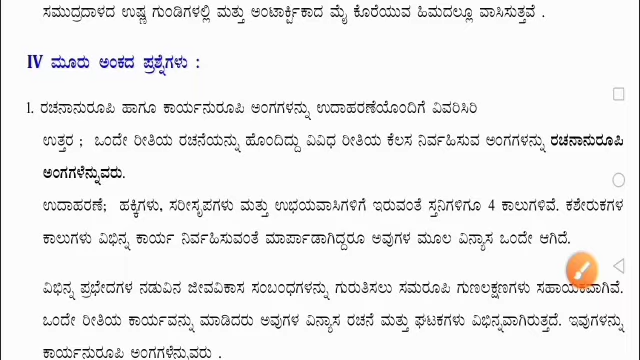 ಸಮುದ್ರದಾಳದ ಉಷ್ಣ ಗುಂಡಿಗಳಲ್ಲಿ ಮತ್ತು ಅಂಟಾರ್ಕ್ಟಿಕಾದ ಮೈ ಕೊರೆಯುವ ಹಿಮದಲ್ಲೂ ವಾಸಿಸುತ್ತವೆ .
IV ಮೂರು ಅಂಕದ ಪ್ರಶ್ನೆಗಳು :
1. ರಚನಾನುರೂಪಿ ಹಾಗೂ ಕಾರ್ಯನುರೂಪಿ ಅಂಗಗಳನ್ನು ಉದಾಹರಣೆಯೊಂದಿಗೆ ವಿವರಿಸಿರಿ
ಉತ್ತರ ; ಒಂದೇ ರೀತಿಯ ರಚನೆಯನ್ನು ಹೊಂದಿದ್ದು ವಿವಿಧ ರೀತಿಯ ಕೆಲಸ ನಿರ್ವಹಿಸುವ ಅಂಗಗಳನ್ನು ರಚನಾನುರೂಪಿ
ಅಂಗಗಳೆನ್ನುವರು.
ಉದಾಹರಣೆ; ಹಕ್ಕಿಗಳು, ಸರೀಸೃಪಗಳು ಮತ್ತು ಉಭಯವಾಸಿಗಳಿಗೆ ಇರುವಂತೆ ಸ್ತನಿಗಳಿಗೂ 4 ಕಾಲುಗಳಿವೆ. ಕಶೇರುಕಗಳ
ಕಾಲುಗಳು ವಿಭಿನ್ನ ಕಾರ್ಯ ನಿರ್ವಹಿಸುವಂತೆ ಮಾರ್ಪಾಡಾಗಿದ್ದರೂ ಅವುಗಳ ಮೂಲ ವಿನ್ಯಾಸ ಒಂದೇ ಆಗಿದೆ.
ವಿಭಿನ್ನ ಪ್ರಭೇದಗಳ ನಡುವಿನ ಜೀವವಿಕಾಸ ಸಂಬಂಧಗಳನ್ನು ಗುರುತಿಸಲು ಸಮರೂಪಿ ಗುಣಲಕ್ಷಣಗಳು ಸಹಾಯಕವಾಗಿವೆ.
ಒಂದೇ ರೀತಿಯ ಕಾರ್ಯವನ್ನು ಮಾಡಿದರು ಅವುಗಳ ವಿನ್ಯಾಸ ರಚನೆ ಮತ್ತು ಘಟಕಗಳು ವಿಭಿನ್ನವಾಗಿರುತ್ತದೆ. ಇವುಗಳನ್ನು
ಕಾರ್ಯನುರೂಪಿ ಅಂಗಗಳೆನ್ನುವರು .